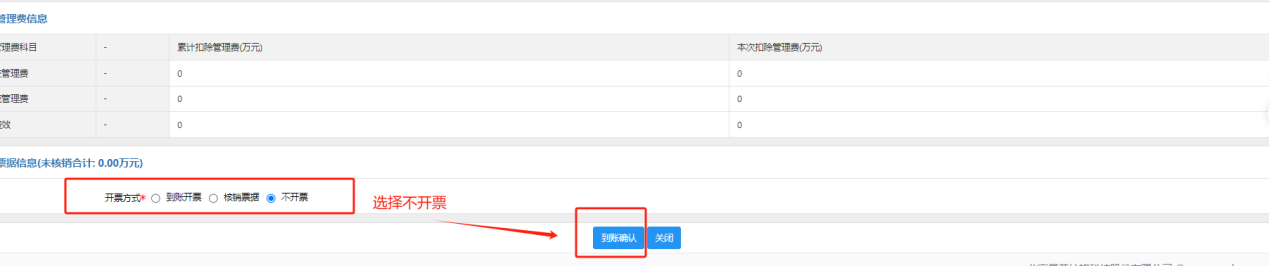 管理费信息
管理费科目 - 累计扣除管理费(万元) 本次扣除管理费(万元)
管理费 - 0 0
管理费 - 0 0
效 - 0 0
票据信息(未核销合计: 0.00万元)
开票方式* 到账开票 核销票据 不开票
选择不开票
到账确认 关闭